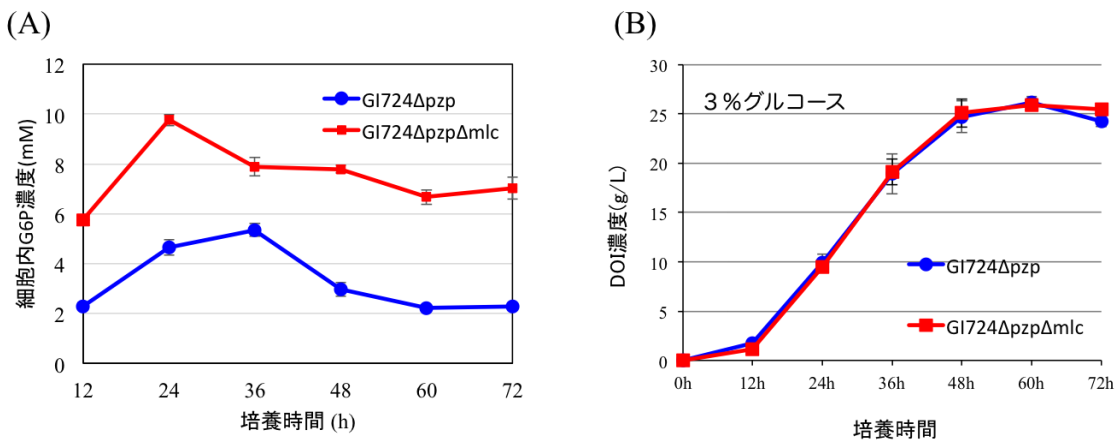 (A)
細胞内G6P濃度(mM)
12
10
8
6
4
2
0
GI724Δpzp
GI724ΔpzpΔmlc
12 24 36 48 60 72
培養時間 (h)
(B)
DOI濃度(g/L)
30
25
20
15
10
5
0
3%グルコース
GI724Δpzp
GI724ΔpzpΔmlc
0h 12h 24h 36h 48h 60h 72h
培養時間